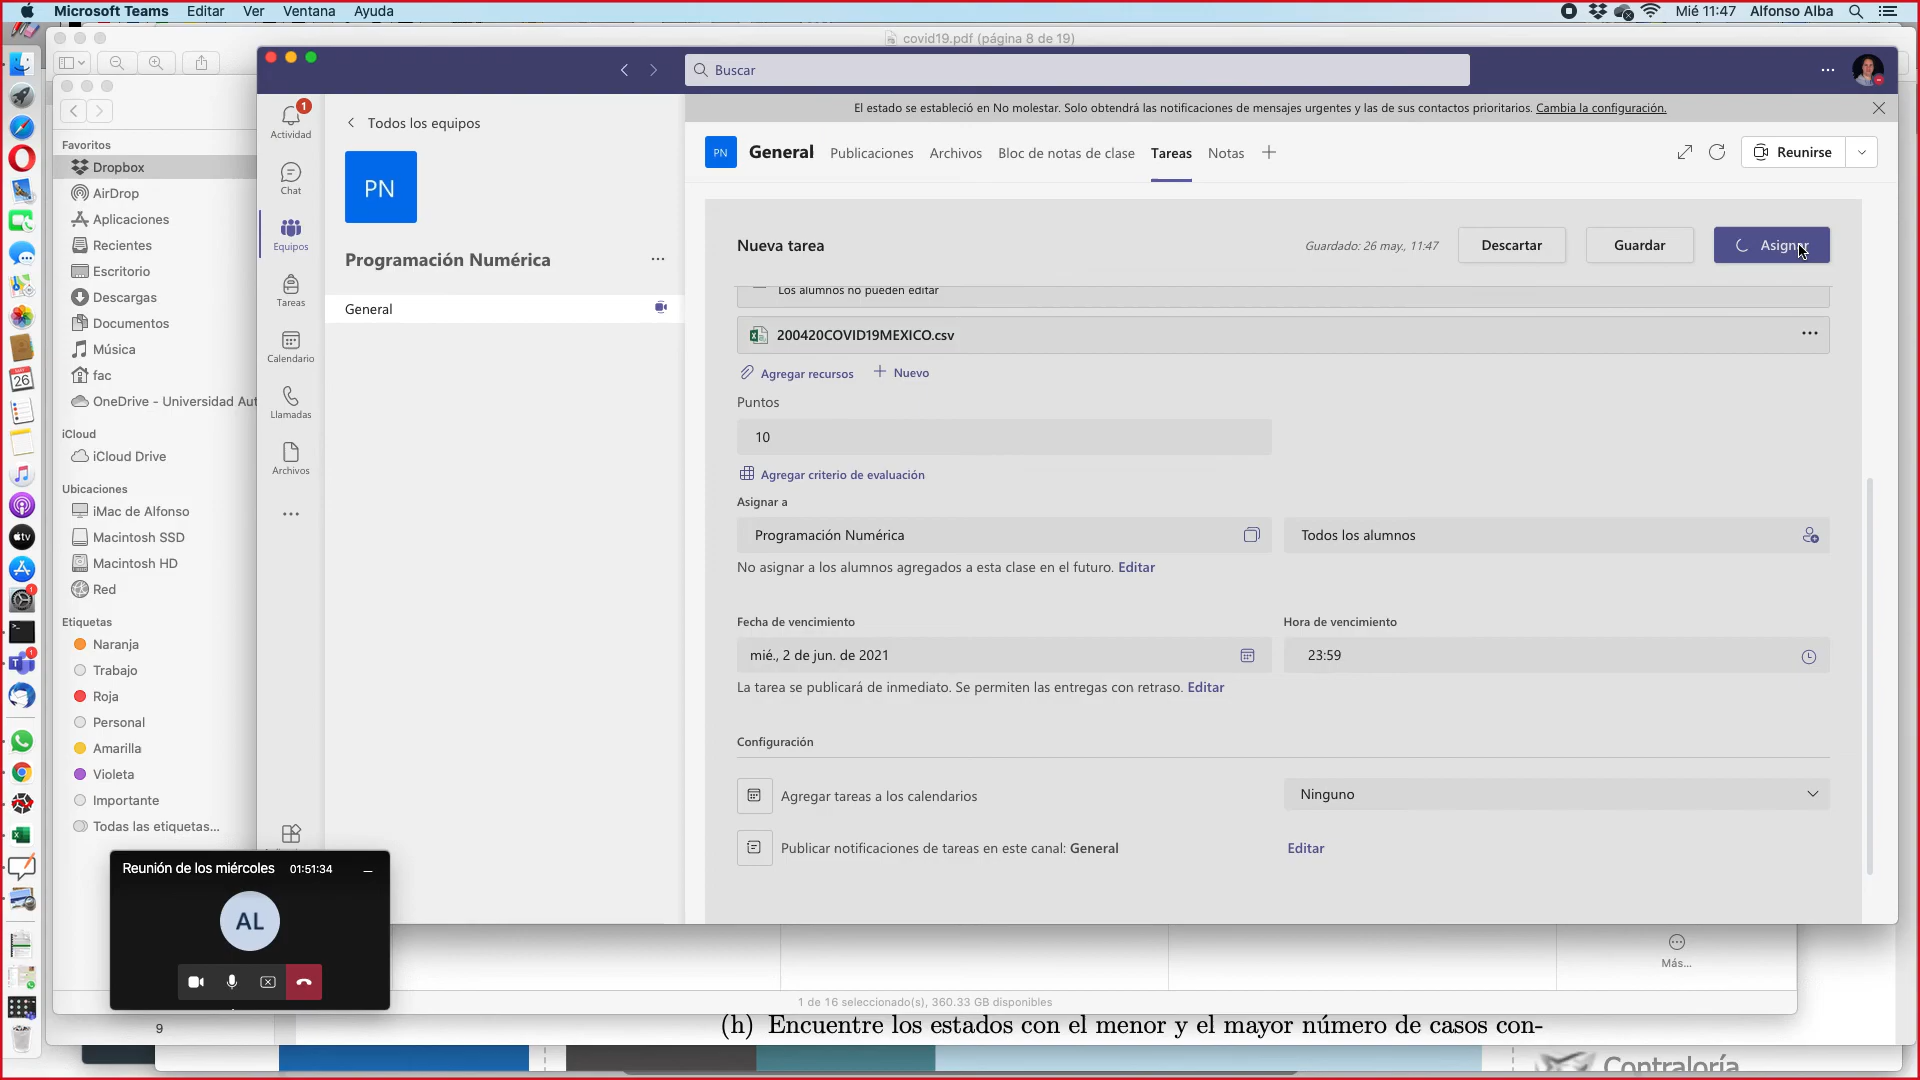 Microsoft Teams Editar Ver Ventana Ayuda
Mié 11:47 Alfonso Alba
covid19.pdf (página 8 de 19)
Buscar
El estado se estableció en No molestar. Solo obtendrá las notificaciones de mensajes urgentes y las de sus contactos prioritarios. Cambia la configuración.
Favoritos
Dropbox
AirDrop
Aplicaciones
Recientes
Escritorio
Descargas
Documentos
Música
fac
OneDrive - Universidad Aut
iCloud
iCloud Drive
Ubicaciones
iMac de Alfonso
Macintosh SSD
Macintosh HD
Red
Etiquetas
Naranja
Trabajo
Roja
Personal
Amarilla
Violeta
Importante
Todas las etiquetas...
1
Actividad
Chat
Equipos
Tareas
Calendario
Llamadas
Archivos
Todos los equipos
PN
Programación Numérica
General
PN General Publicaciones Archivos Bloc de notas de clase Tareas Notas
Reunirse
Nueva tarea
Guardado: 26 may., 11:47
Descartar
Guardar
Asignar
Los alumnos no pueden editar
200420COVID19MEXICO.csv
Agregar recursos
Nuevo
Puntos
10
Agregar criterio de evaluación
Asignar a
Programación Numérica
Todos los alumnos
No asignar a los alumnos agregados a esta clase en el futuro. Editar
Fecha de vencimiento
Hora de vencimiento
mié., 2 de jun. de 2021
23:59
La tarea se publicará de inmediato. Se permiten las entregas con retraso. Editar
Configuración
Agregar tareas a los calendarios
Ninguno
Publicar notificaciones de tareas en este canal: General
Editar
Reunión de los miércoles 01:51:34
AL
Más...
1 de 16 seleccionado(s), 360.33 GB disponibles
9
(h) Encuentre los estados con el menor y el mayor número de casos con-
Contraloría
26
tv
1
1